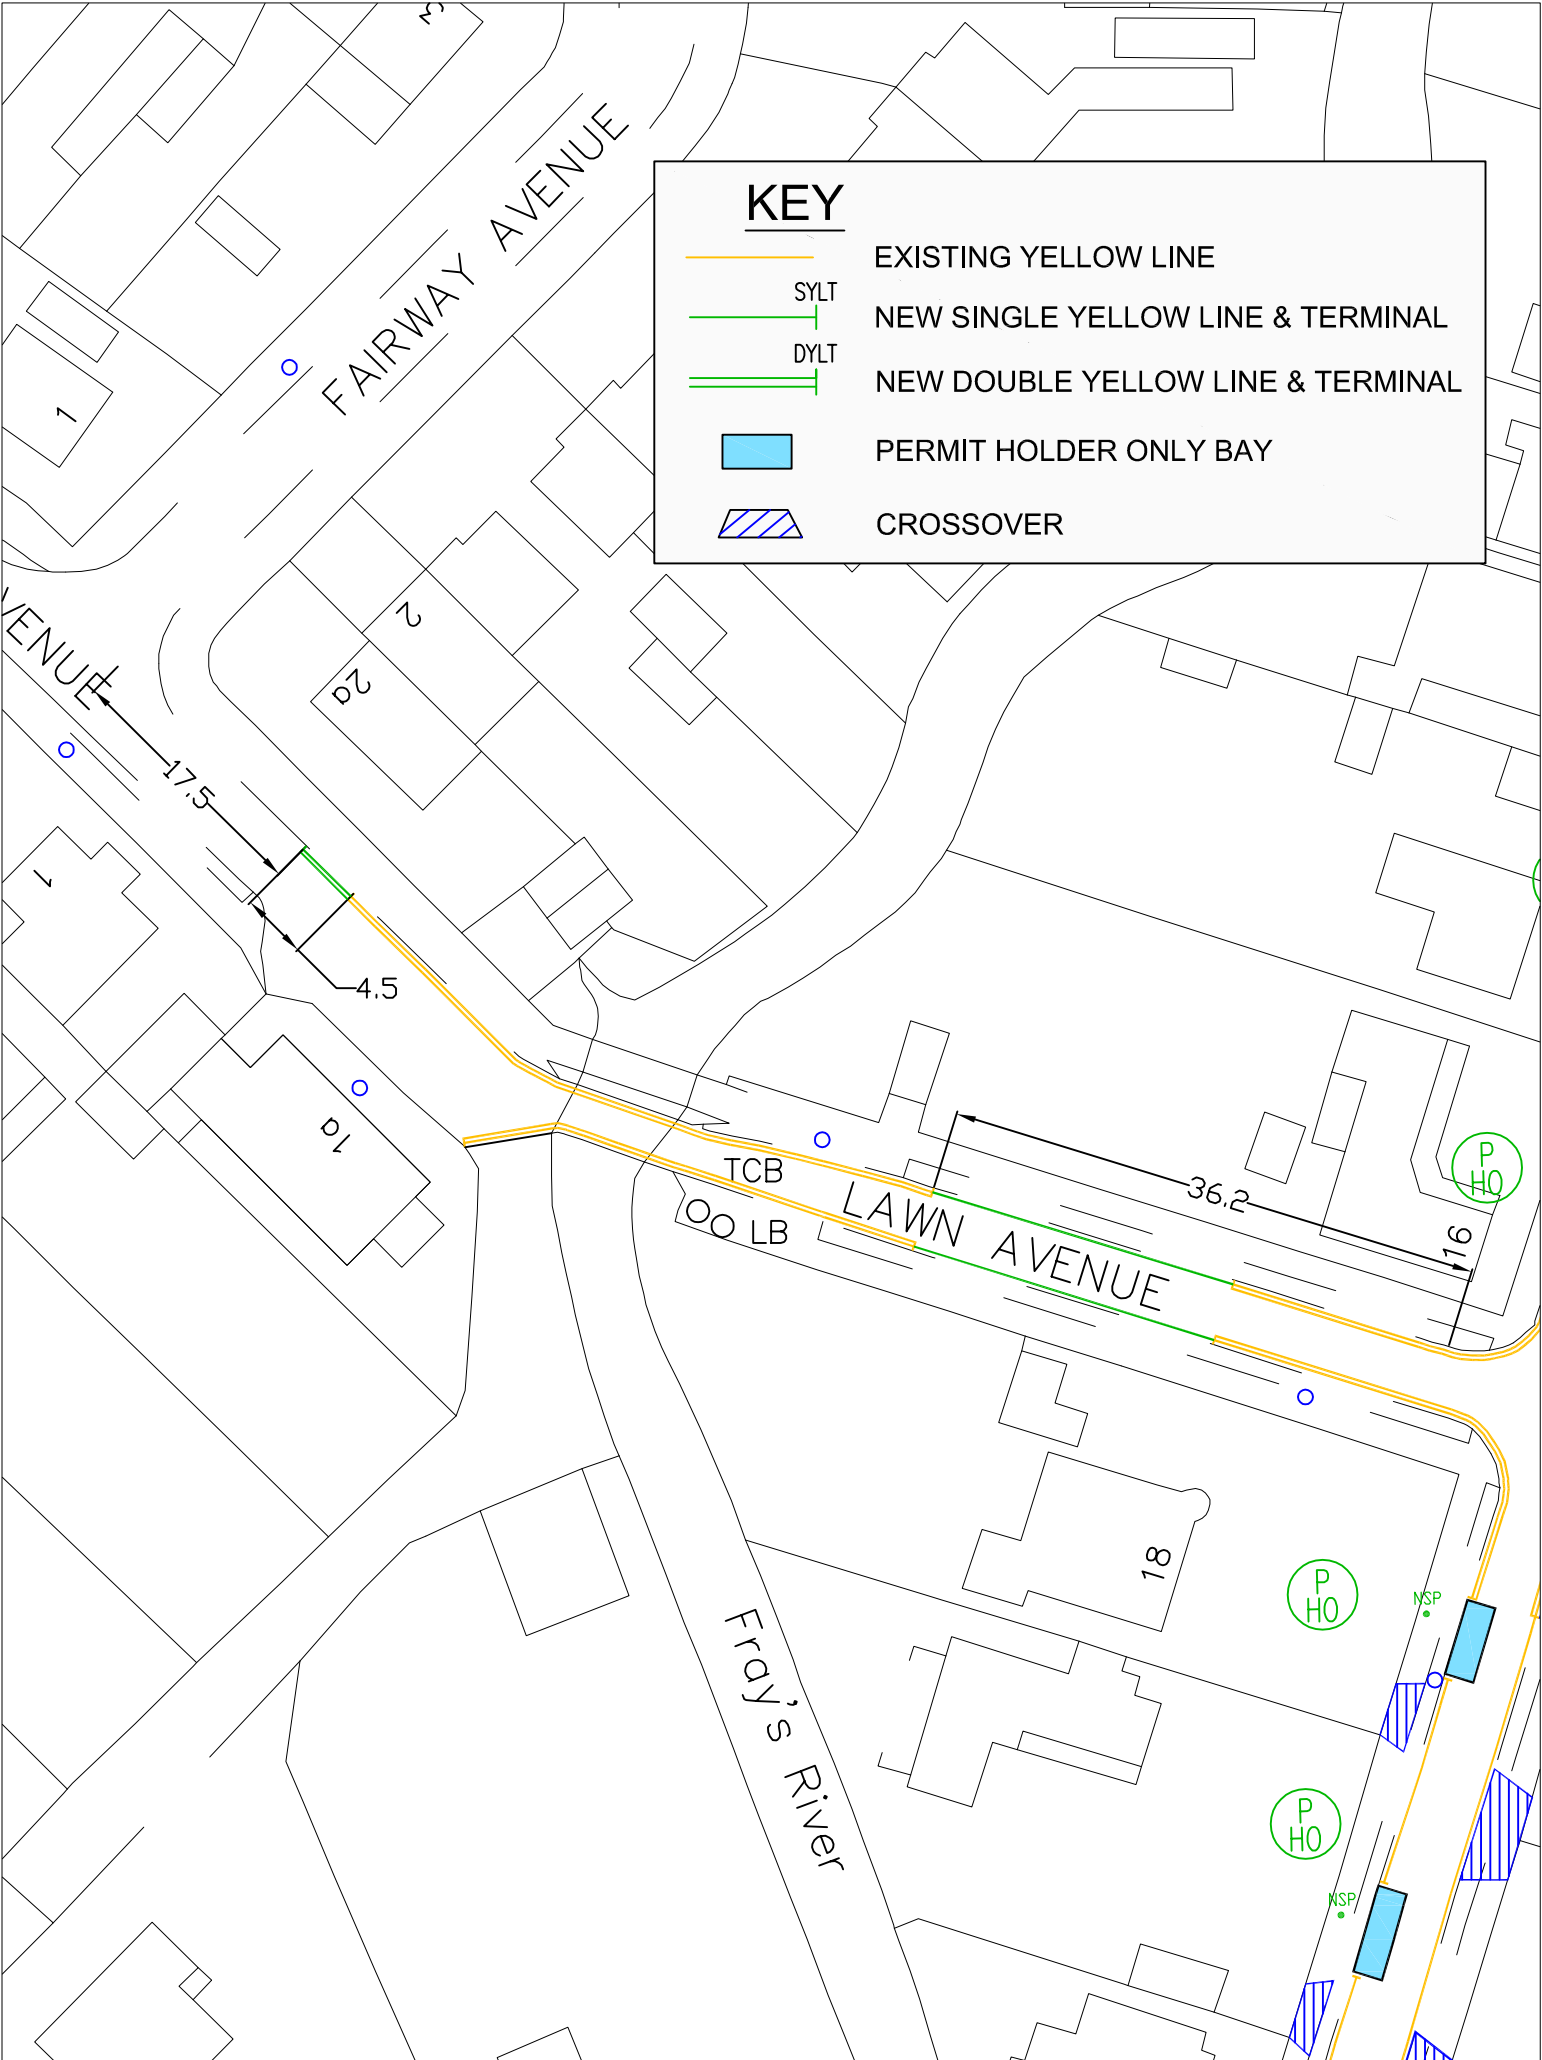 3
FAIRWAY AVENUE
KEY
EXISTING YELLOW LINE
SYLT
NEW SINGLE YELLOW LINE & TERMINAL
DYLT
NEW DOUBLE YELLOW LINE & TERMINAL
PERMIT HOLDER ONLY BAY
CROSSOVER
1
2
2a
VENUE
17.5
1
4.5
1a
TCB
LB
LAWN AVENUE
36.2
16
P
HO
18
P
HO
NSP
Fray's River
P
HO
NSP